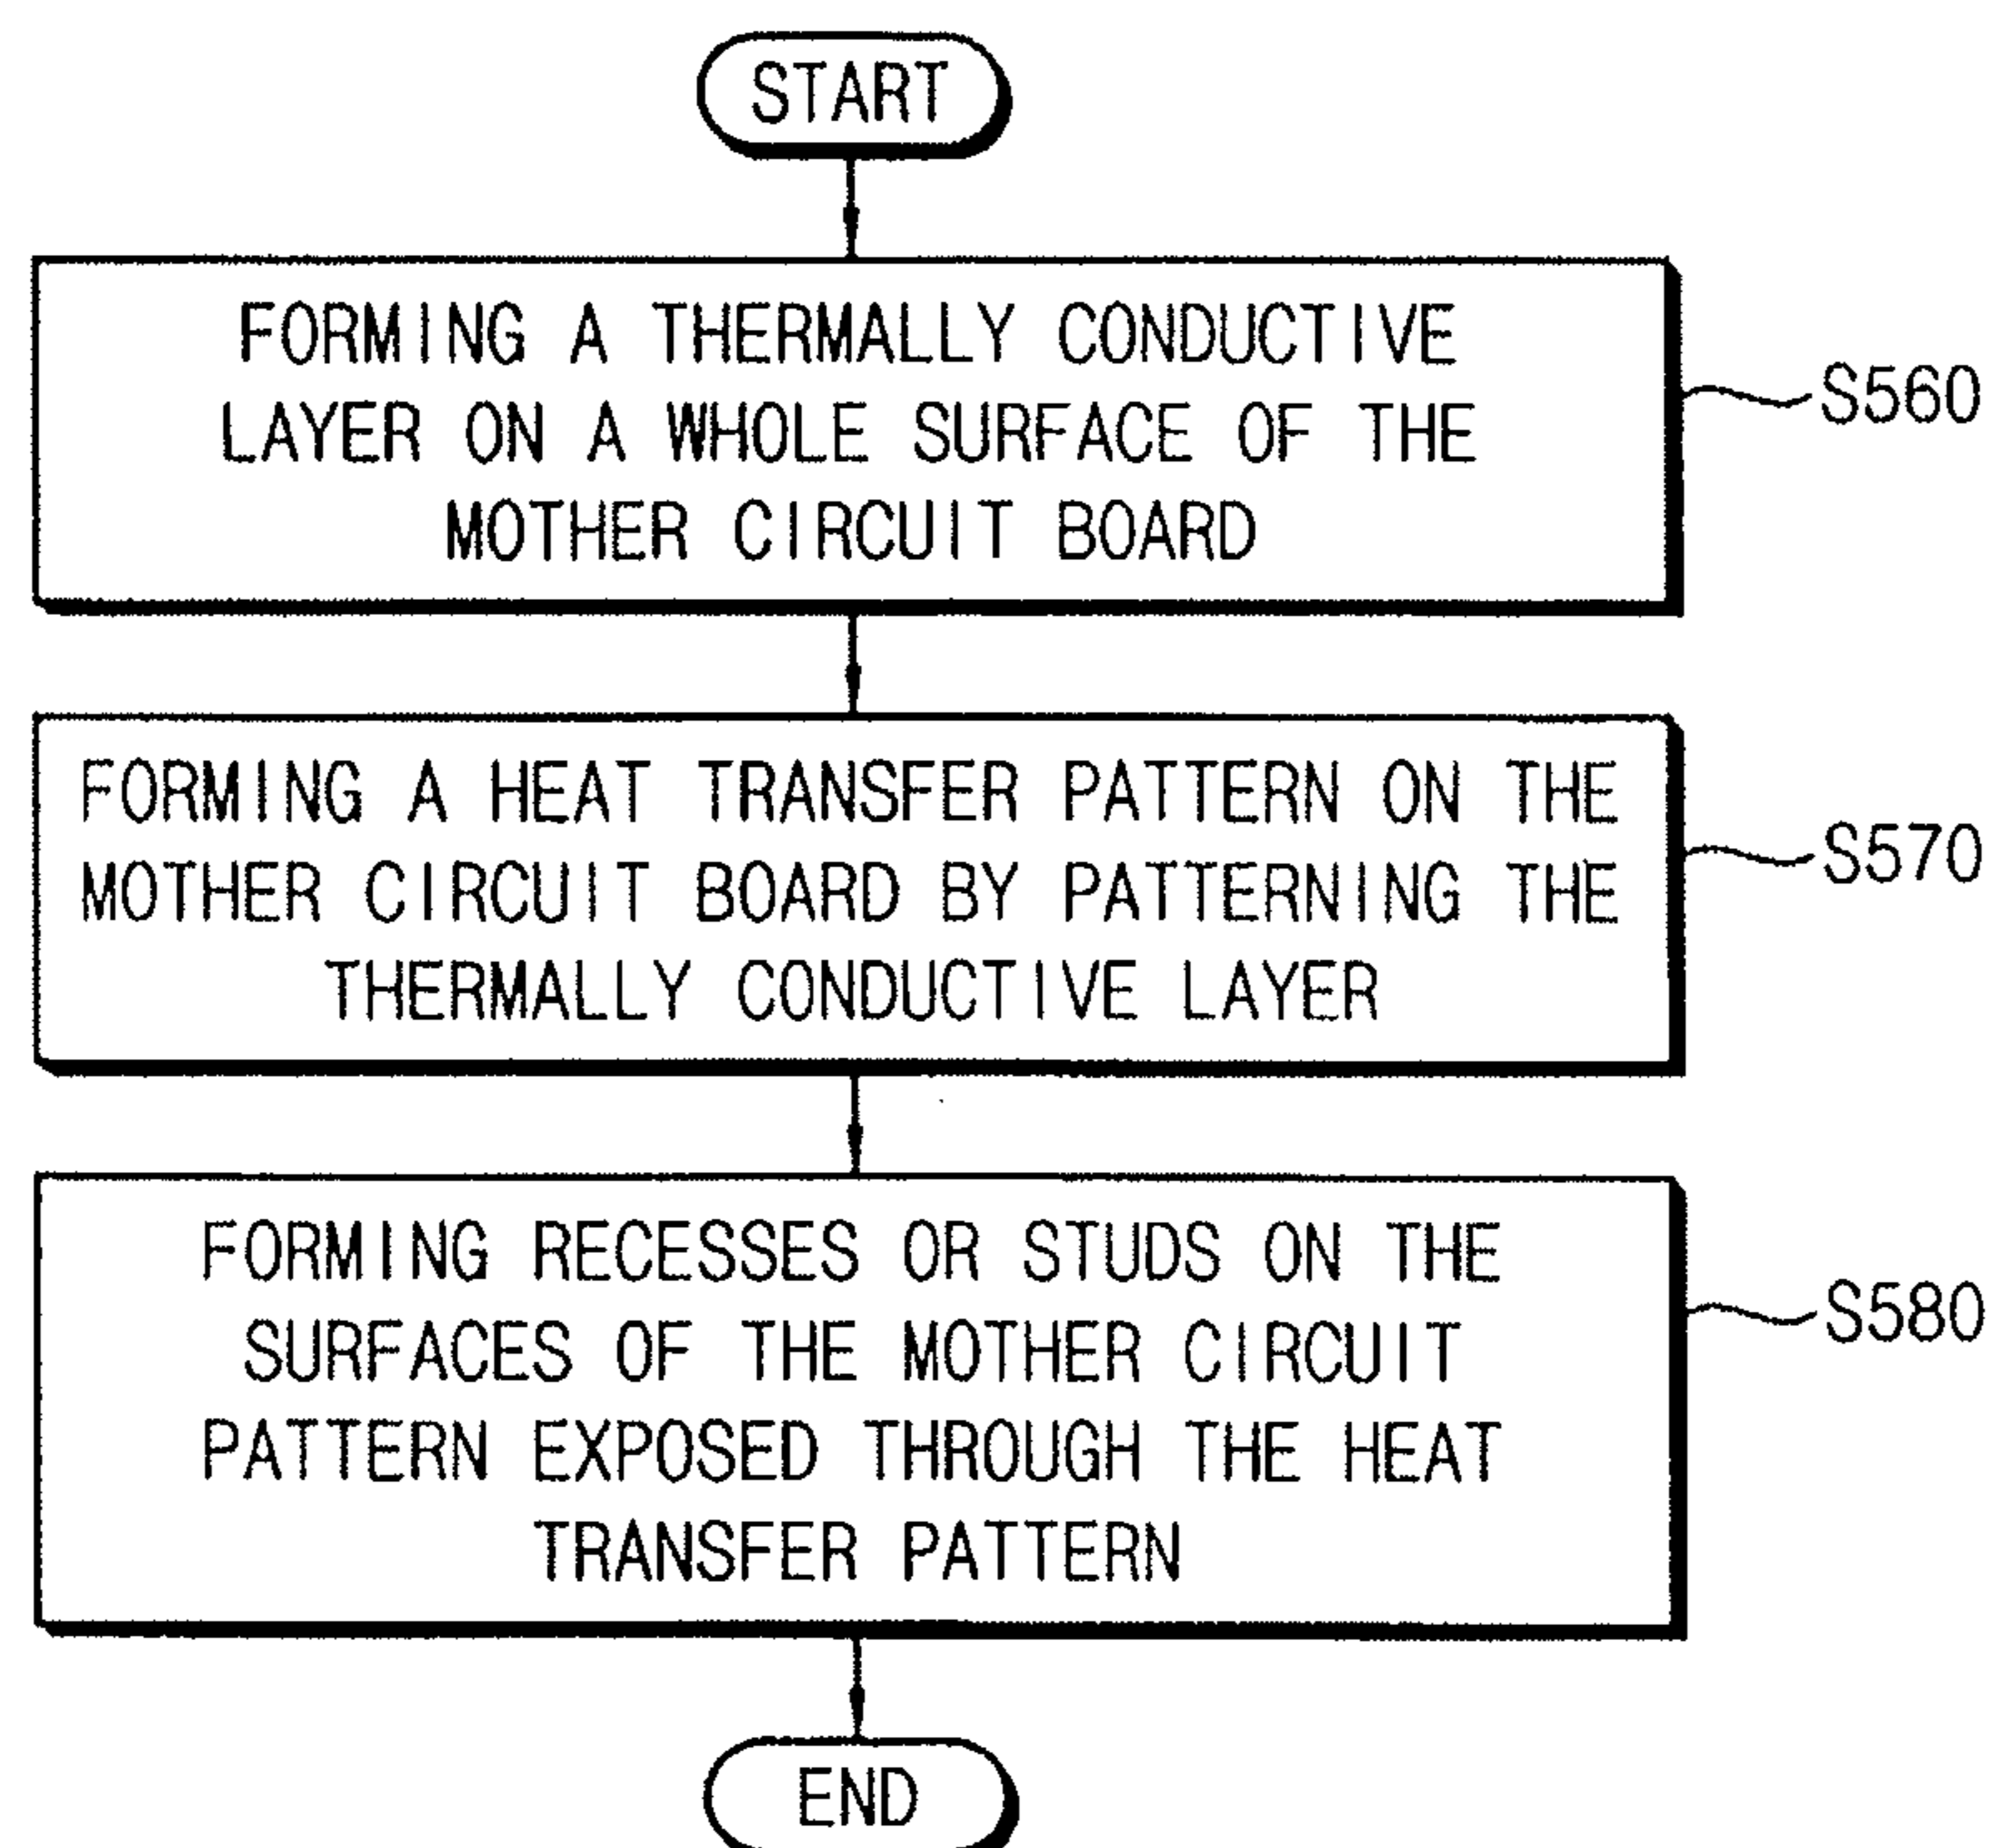 START
FORMING A THERMALLY CONDUCTIVE
LAYER ON A WHOLE SURFACE OF THE
MOTHER CIRCUIT BOARD
S560
FORMING A HEAT TRANSFER PATTERN ON THE
MOTHER CIRCUIT BOARD BY PATTERNING THE
THERMALLY CONDUCTIVE LAYER
S570
FORMING RECESSES OR STUDS ON THE
SURFACES OF THE MOTHER CIRCUIT
PATTERN EXPOSED THROUGH THE HEAT
TRANSFER PATTERN
S580
END